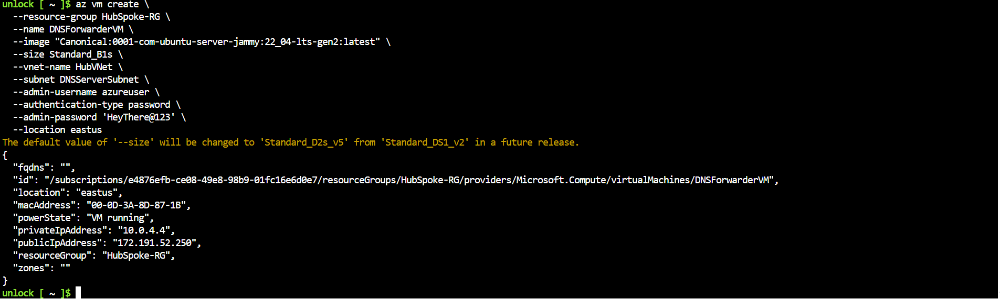 unlock [ ~ ]$ az vm create \
--resource-group HubSpoke-RG \
--name DNSForwarderVM \
--image "Canonical:0001-com-ubuntu-server-jammy:22_04-lts-gen2:latest" \
--size Standard_B1s \
--vnet-name HubVNet \
--subnet DNSServerSubnet \
--admin-username azureuser \
--authentication-type password \
--admin-password 'HeyThere@123' \
--location eastus
The default value of '--size' will be changed to 'Standard_D2s_v5' from 'Standard_DS1_v2' in a future release.
{
"fqdns": "",
"id": "/subscriptions/e4876efb-ce08-49e8-98b9-01fc16e6d0e7/resourceGroups/HubSpoke-RG/providers/Microsoft.Compute/virtualMachines/DNSForwarderVM",
"location": "eastus",
"macAddress": "00-0D-3A-8D-87-1B",
"powerState": "VM running",
"privateIpAddress": "10.0.4.4",
"publicIpAddress": "172.191.52.250",
"resourceGroup": "HubSpoke-RG",
"zones": ""
}
unlock [ ~ ]$